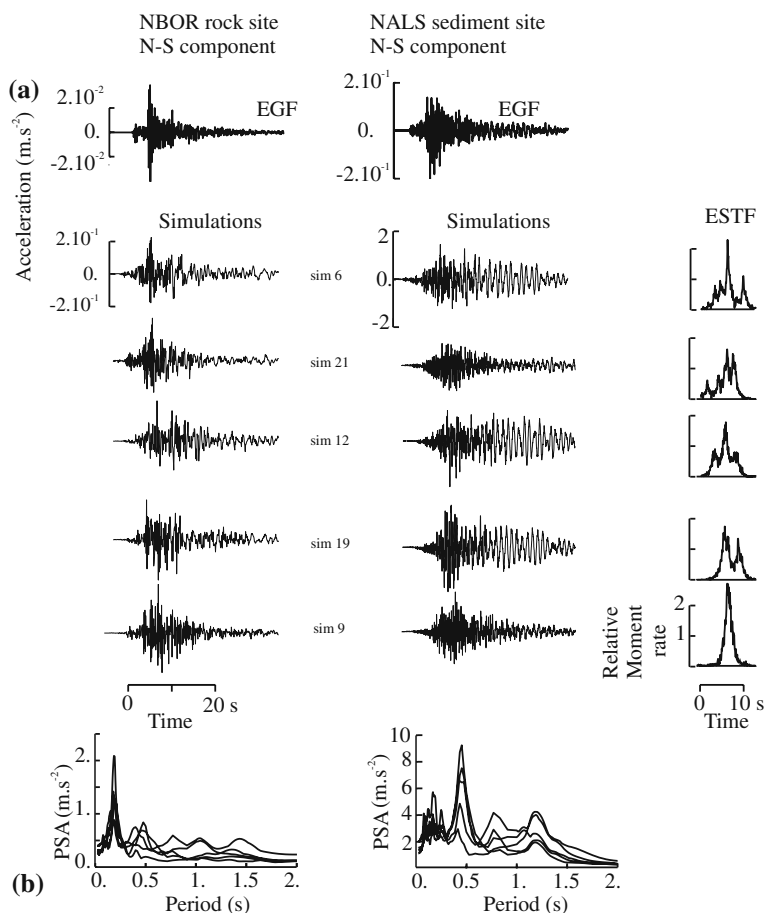 NBOR rock site
N-S component
NALS sediment site
N-S component
(a)
Acceleration (m.s⁻²)
2.10⁻²
0.
-2.10⁻²
EGF
2.10⁻¹
0.
-2.10⁻¹
EGF
Simulations
Simulations
ESTF
2.10⁻¹
0.
-2.10⁻¹
sim 6
2
0.
-2
sim 21
sim 12
sim 19
sim 9
Relative
Moment
rate
2
1
0 20 s
Time
0 10 s
Time
(b)
PSA (m.s⁻²)
2.
1.
0. 0.5 1. 1.5 2.
Period (s)
PSA (m.s⁻²)
10
8
6
4
2
0. 0.5 1. 1.5 2.
Period (s)